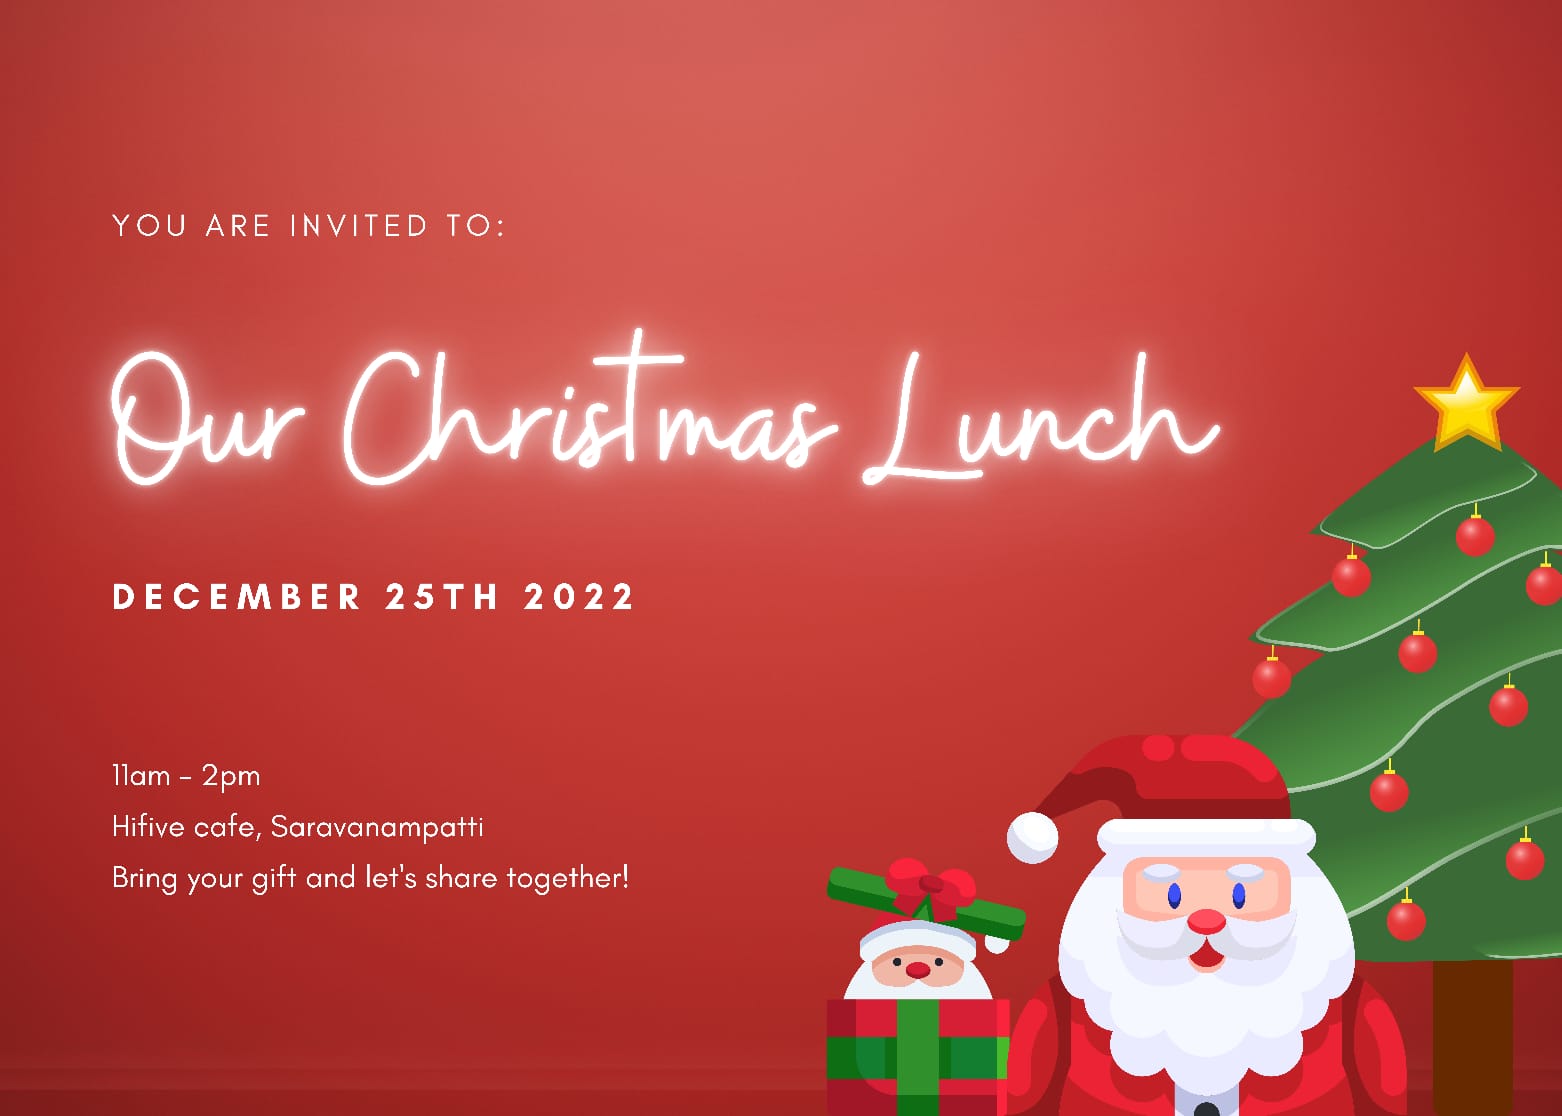 YOU ARE INVITED TO:
Our Christmas Lunch
DECEMBER 25TH 2022
11am - 2pm
Hifive cafe, Saravanampatti
Bring your gift and let's share together!